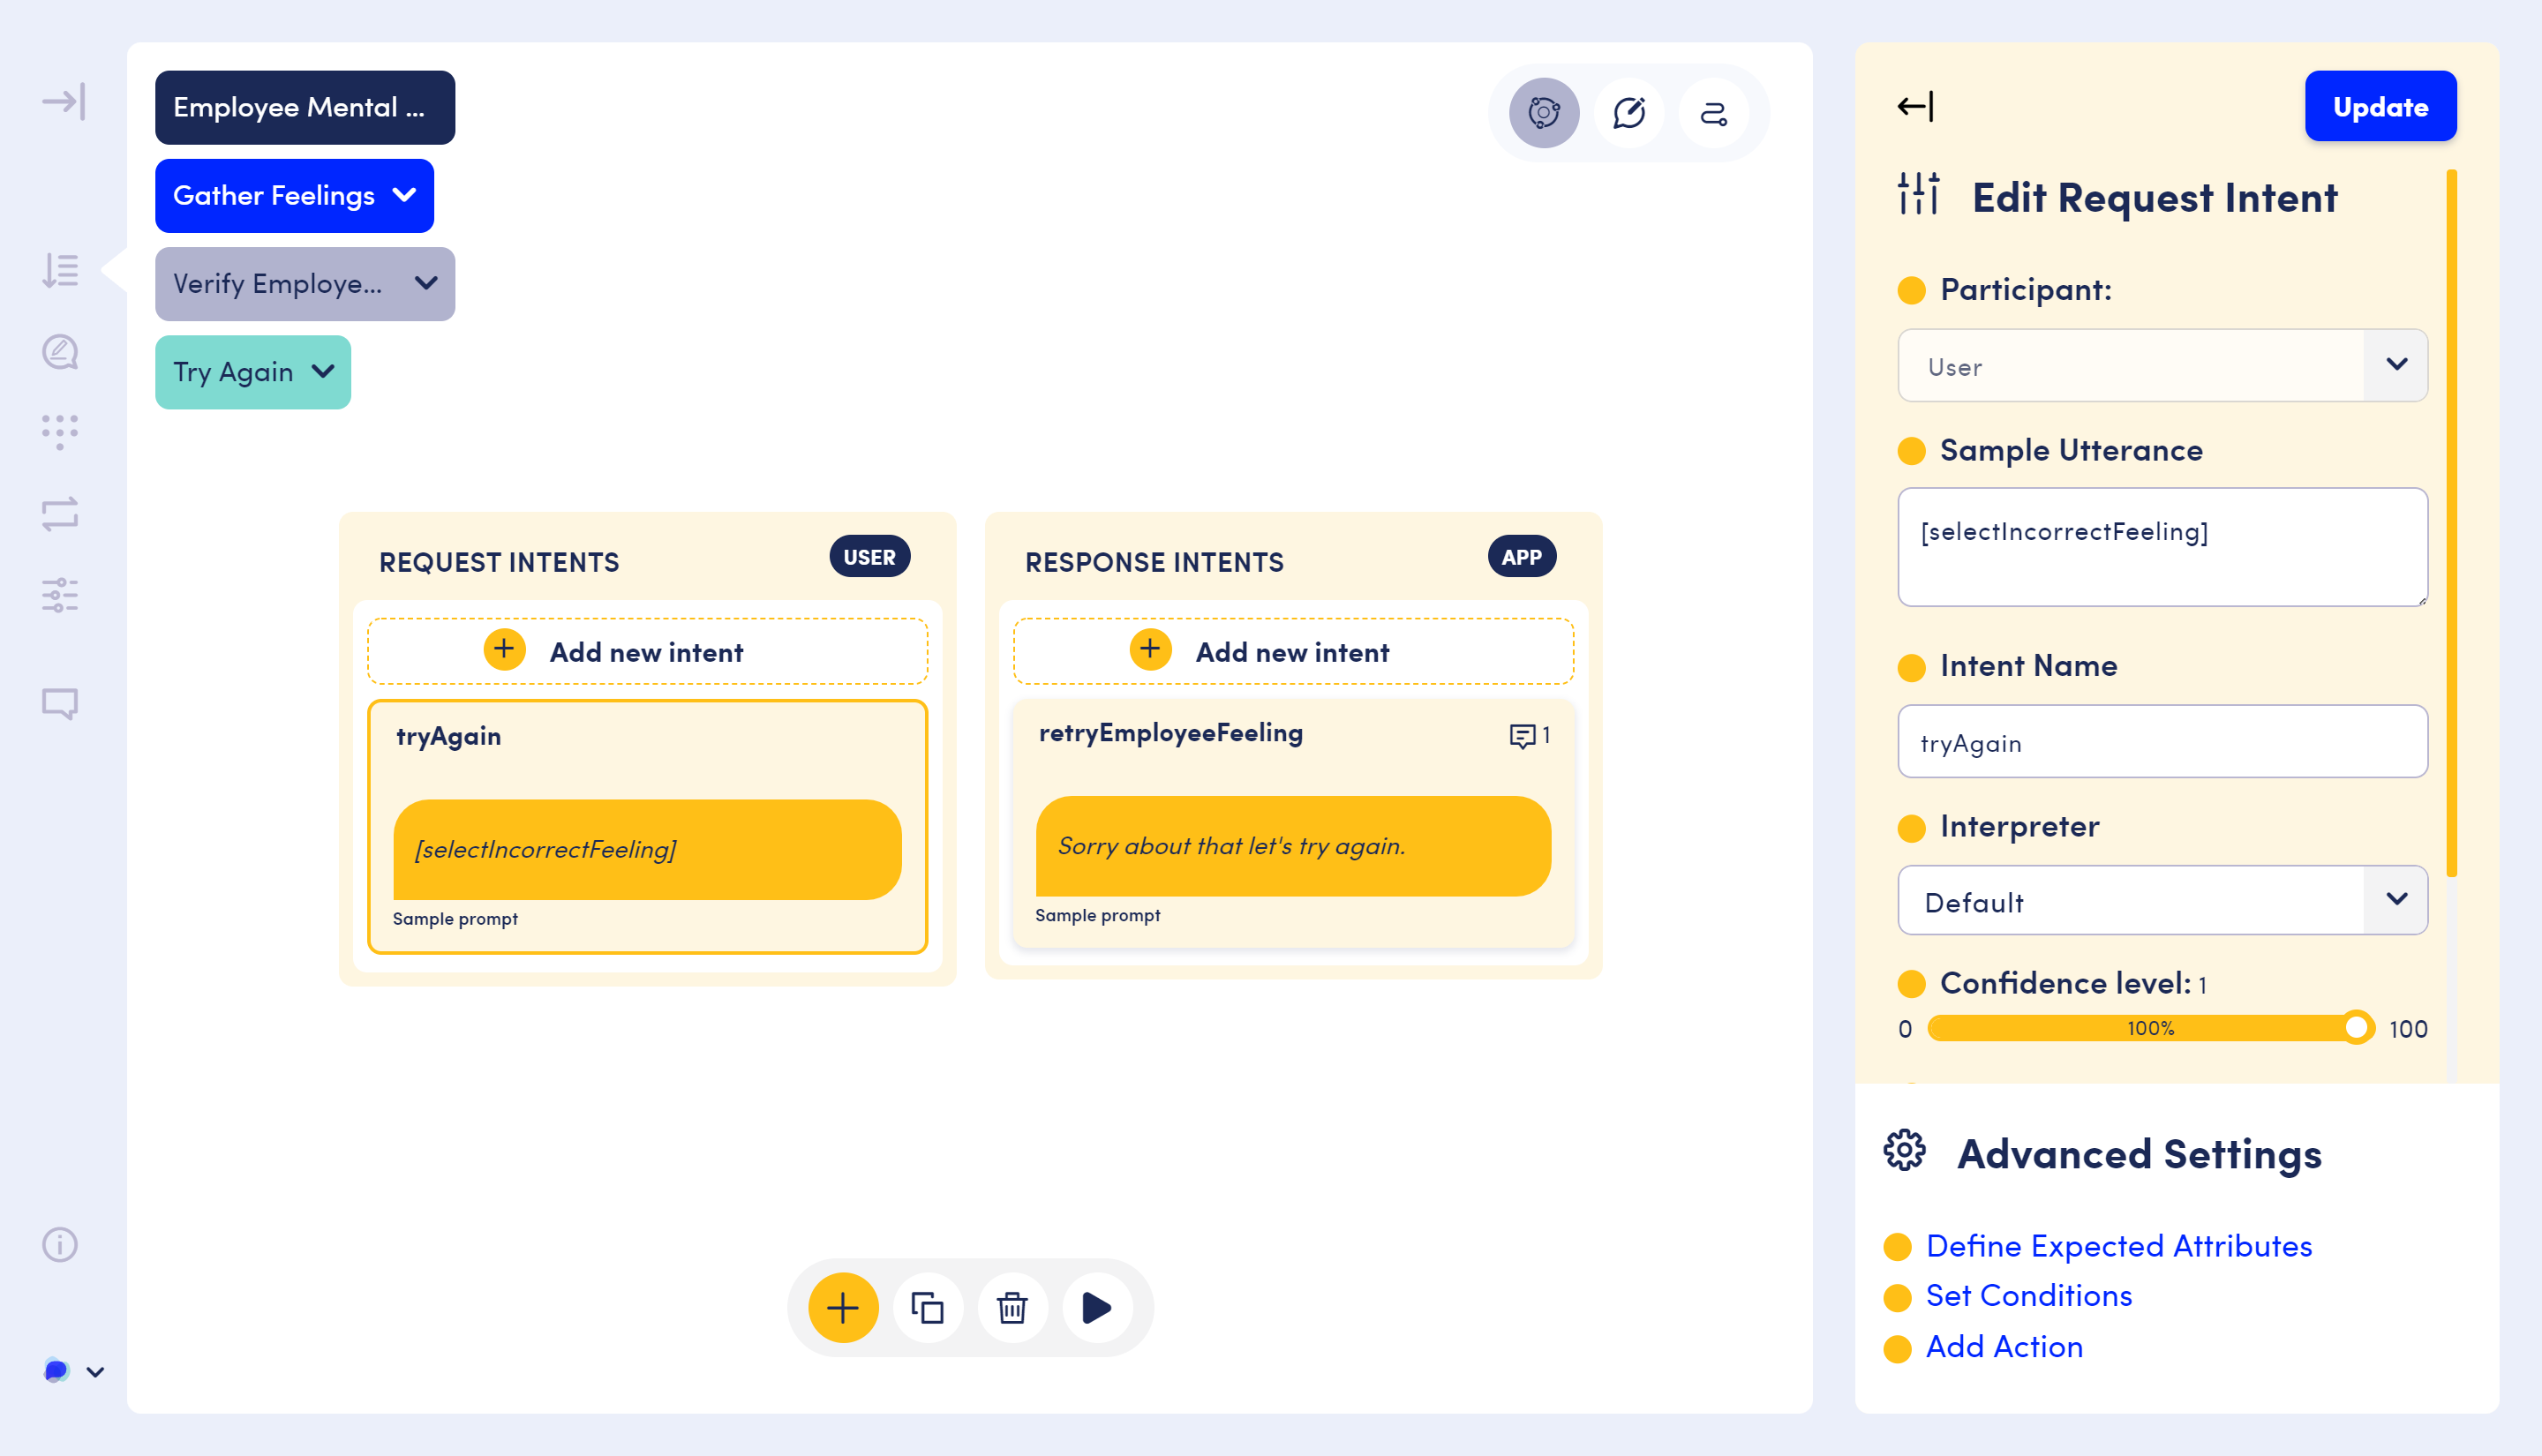 Employee Mental ...
Gather Feelings
Verify Employe...
Try Again
REQUEST INTENTS
USER
Add new intent
tryAgain
[selectIncorrectFeeling]
Sample prompt
RESPONSE INTENTS
APP
Add new intent
retryEmployeeFeeling
1
Sorry about that let's try again.
Sample prompt
Update
Edit Request Intent
Participant:
User
Sample Utterance
[selectIncorrectFeeling]
Intent Name
tryAgain
Interpreter
Default
Confidence level: 1
0 100% 100
Advanced Settings
Define Expected Attributes
Set Conditions
Add Action